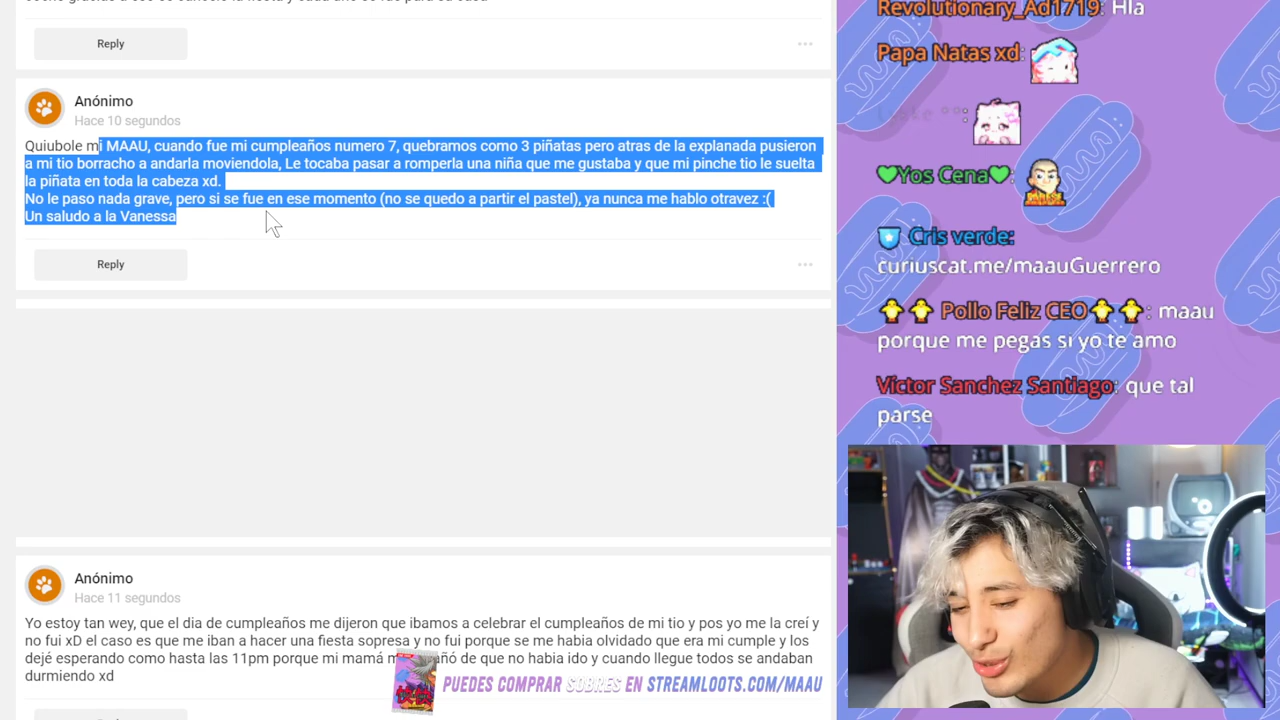 Reply
Anónimo
Hace 10 segundos
Quiubole mi MAAU, cuando fue mi cumpleaños numero 7, quebramos como 3 piñatas pero atras de la explanada pusieron
a mi tio borracho a andarla moviendola, Le tocaba pasar a romperla una niña que me gustaba y que mi pinche tio le suelta
la piñata en toda la cabeza xd.
No le paso nada grave, pero si se fue en ese momento (no se quedo a partir el pastel), ya nunca me hablo otravez :(
Un saludo a la Vanessa
Reply
Anónimo
Hace 11 segundos
Yo estoy tan wey, que el dia de cumpleaños me dijeron que ibamos a celebrar el cumpleaños de mi tio y pos yo me la creí y
no fui xD el caso es que me iban a hacer una fiesta sopresa y no fui porque se me habia olvidado que era mi cumple y los
dejé esperando como hasta las 11pm porque mi mamá de que no habia ido y cuando llegue todos se andaban
durmiendo xd
PUEDES COMPRAR SOBRES EN STREAMLOOTS.COM/MAAU
Revolutionary_Ad1719: Hla
Papa Natas xd:
Yos Cena:
Cris verde:
curiuscat.me/maauGuerrero
Pollo Feliz CEO: maau
porque me pegas si yo te amo
Víctor Sanchez Santiago: que tal
parse